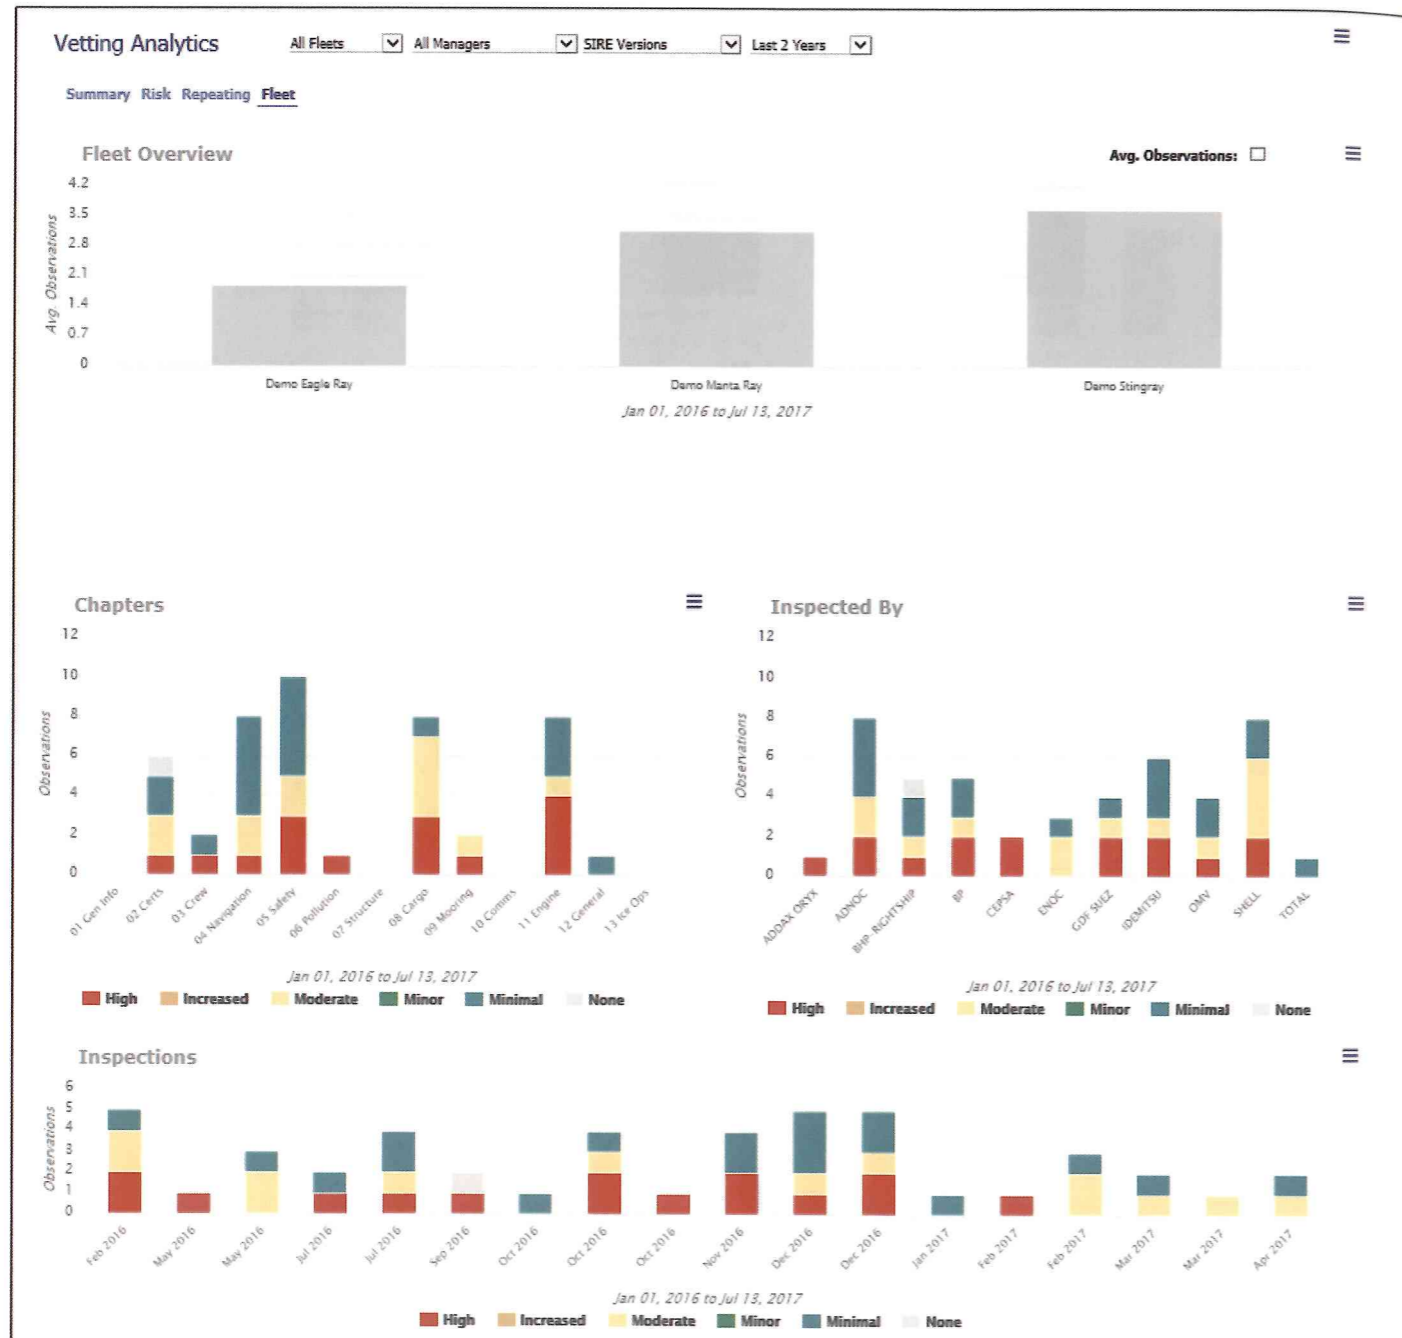 Vetting Analytics All Fleets All Managers SIRE Versions Last 2 Years
Summary Risk Repeating Fleet
Fleet Overview Avg. Observations:
4.2
3.5
2.8
2.1
1.4
0.7
0
Avg. Observations
Demo Eagle Ray Demo Manta Ray Demo Stingray
Jan 01, 2016 to Jul 13, 2017
Chapters
12
10
8
6
4
2
0
Observations
01 Gen Info 02 Certs 03 Crew 04 Navigation 05 Safety 06 Pollution 07 Structure 08 Cargo 09 Mooring 10 Comms 11 Engine 12 General 13 Ice Ops
Jan 01, 2016 to Jul 13, 2017
High Increased Moderate Minor Minimal None
Inspected By
12
10
8
6
4
2
0
Observations
ADDAX ORYX ADNOC BHP-RIGHTSHIP BP CEPSA ENOC GDF SUEZ IDEMITSU OMV SHELL TOTAL
Jan 01, 2016 to Jul 13, 2017
High Increased Moderate Minor Minimal None
Inspections
6
5
4
3
2
1
0
Observations
Feb 2016 May 2016 May 2016 Jul 2016 Jul 2016 Sep 2016 Oct 2016 Oct 2016 Oct 2016 Nov 2016 Dec 2016 Dec 2016 Jan 2017 Feb 2017 Feb 2017 Mar 2017 Mar 2017 Apr 2017
Jan 01, 2016 to Jul 13, 2017
High Increased Moderate Minor Minimal None